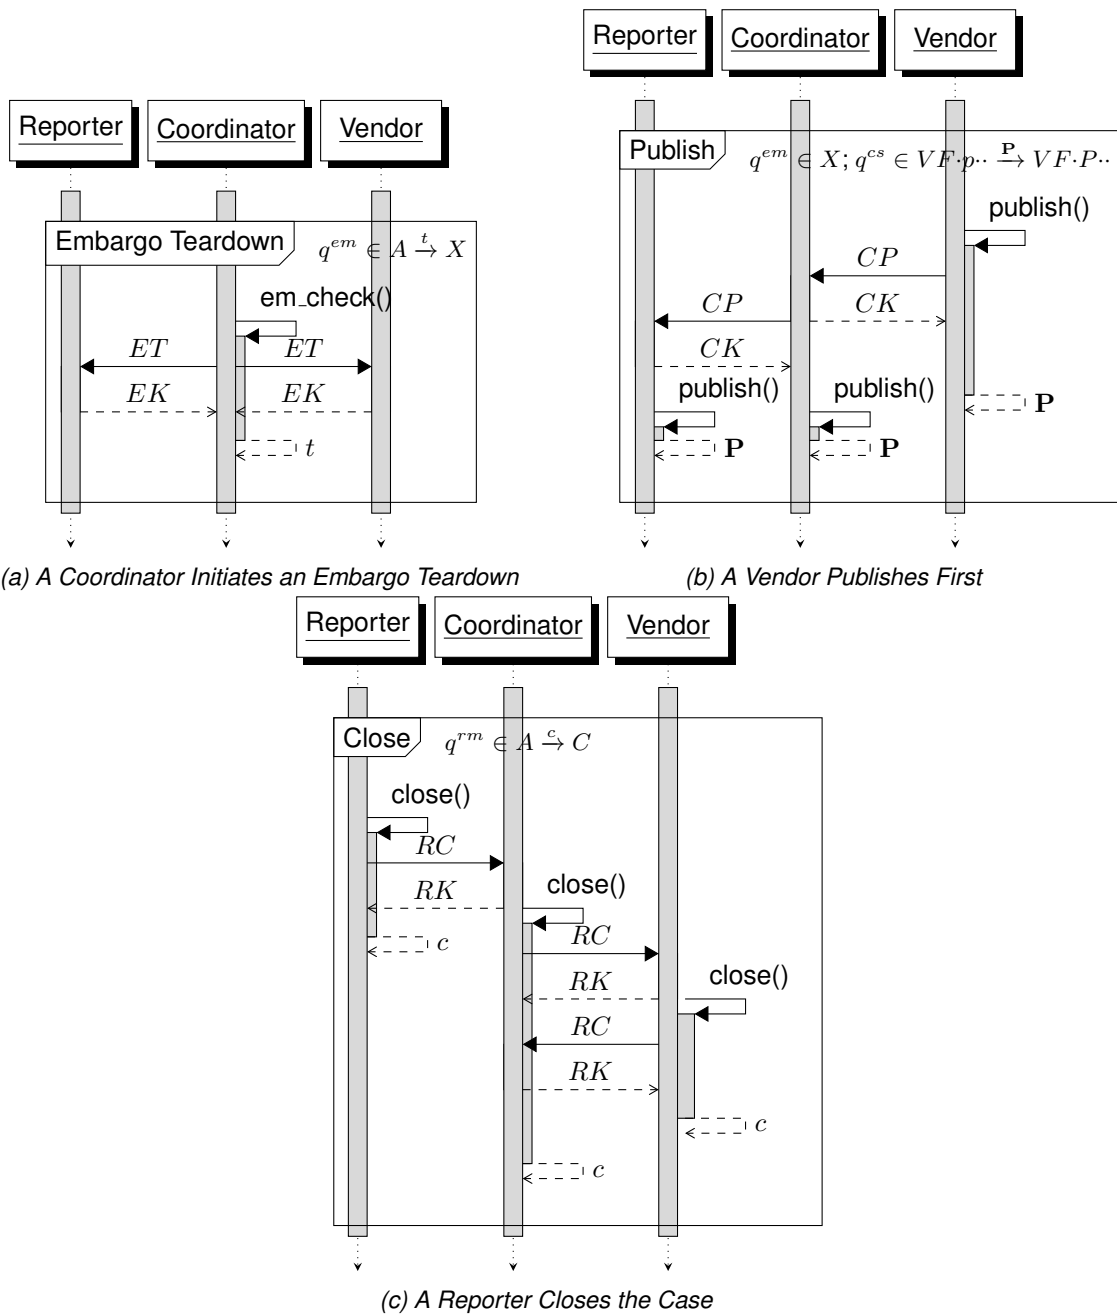 Reporter Coordinator Vendor
Embargo Teardown q^{em} ∈ A \xrightarrow{t} X
em_check()
ET ET
EK EK
t
(a) A Coordinator Initiates an Embargo Teardown
Reporter Coordinator Vendor
Publish q^{em} ∈ X; q^{cs} ∈ VF·p·· \xrightarrow{P} VF·P··
publish()
CP
CP CK
CK
publish() publish() P
P P
(b) A Vendor Publishes First
Reporter Coordinator Vendor
Close q^{rm} ∈ A \xrightarrow{c} C
close()
RC
RK close()
c RC
RK close()
RC
RK
c
c
(c) A Reporter Closes the Case